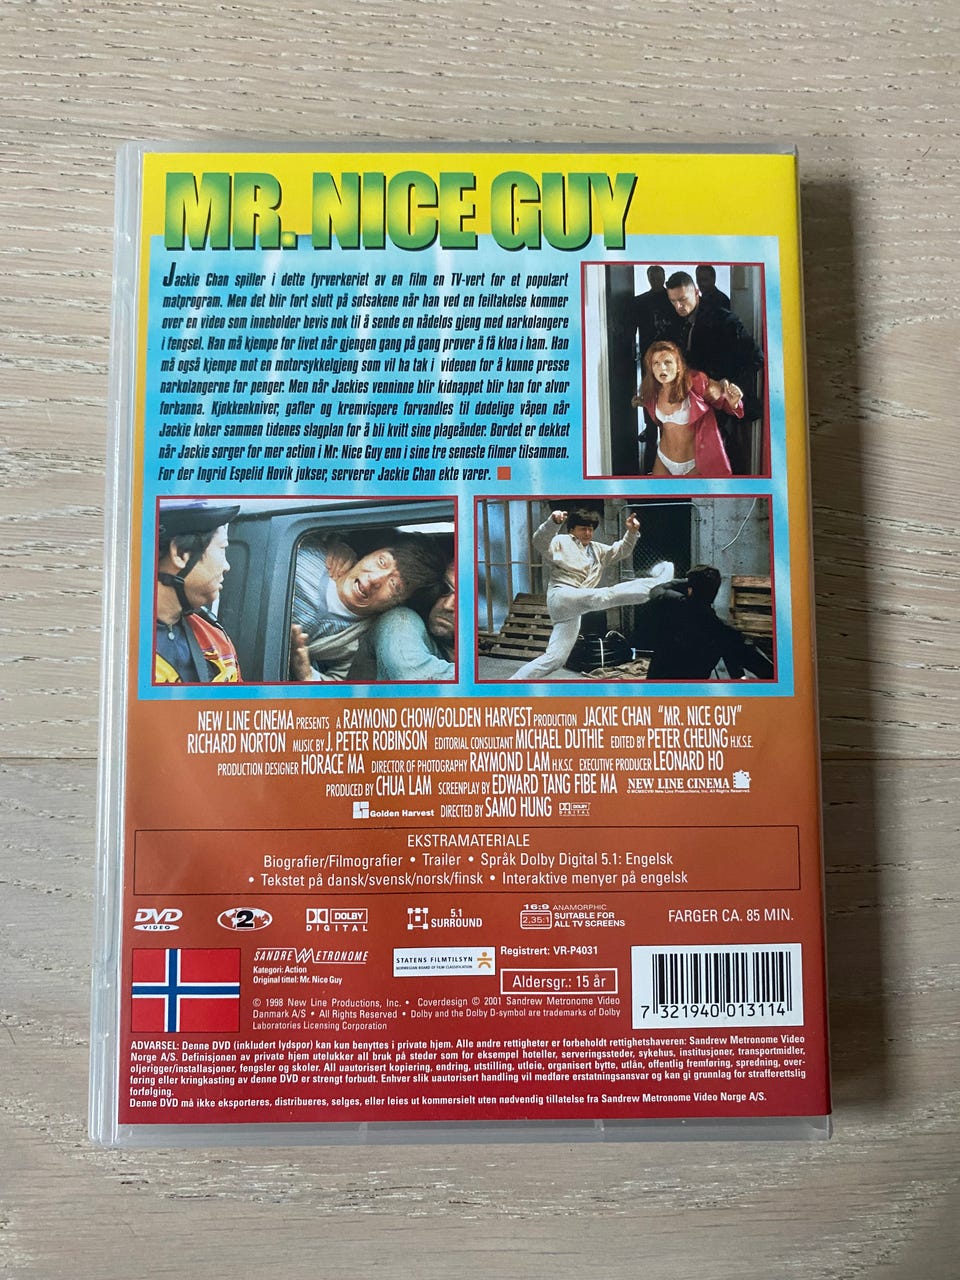 MR. NICE GUY
Jackie Chan spiller i dette fyrverkeriet av en film en TV-vert for et populært
matprogram. Men det blir fort slutt på søtsakene når han ved en feiltakelse kommer
over en video som inneholder bevis nok til å sende en nådeløs gjeng med narkolangere
i fengsel. Han må kjempe for livet når gjengen gang på gang prøver å få kloa i ham. Han
må også kjempe mot en motorsykkelgjeng som vil ha tak i videoen for å kunne presse
narkolangerne for penger. Men når Jackies venninne blir kidnappet blir han for alvor
forbanna. Kjøkkenkniver, gafler og kremvispere forvandles til dødelige våpen når
Jackie koker sammen tidenes slagplan for å bli kvitt sine plageånder. Bordet er dekket
når Jackie sørger for mer action i Mr. Nice Guy enn i sine tre seneste filmer tilsammen.
Før der Ingrid Espelid Hovik jukser, serverer Jackie Chan ekte varer.
NEW LINE CINEMA PRESENTS A RAYMOND CHOW/GOLDEN HARVEST PRODUCTION JACKIE CHAN "MR. NICE GUY"
RICHARD NORTON MUSIC BY J. PETER ROBINSON EDITORIAL CONSULTANT MICHAEL DUTHIE EDITED BY PETER CHEUNG H.K.S.E.
PRODUCTION DESIGNER HORACE MA DIRECTOR OF PHOTOGRAPHY RAYMOND LAM H.K.S.C EXECUTIVE PRODUCER LEONARD HO
PRODUCED BY CHUA LAM SCREENPLAY BY EDWARD TANG FIBE MA NEW LINE CINEMA
© MCMXCVIII New Line Productions, Inc. All Rights Reserved.
Golden Harvest DIRECTED BY SAMO HUNG DOLBY DIGITAL
EKSTRAMATERIALE
Biografier/Filmografier • Trailer • Språk Dolby Digital 5.1: Engelsk
• Tekstet på dansk/svensk/norsk/finsk • Interaktive menyer på engelsk
DVD VIDEO 2 DOLBY DIGITAL 5.1 SURROUND 16:9 ANAMORPHIC 2,35:1 SUITABLE FOR ALL TV SCREENS FARGER CA. 85 MIN.
SANDREW METRONOME
Kategori: Action
Original tittel: Mr. Nice Guy
STATENS FILMTILSYN
NORWEGIAN BOARD OF FILM CLASSIFICATION
Registrert: VR-P4031
Aldersgr.: 15 år
© 1998 New Line Productions, Inc. • Coverdesign © 2001 Sandrew Metronome Video
Danmark A/S • All Rights Reserved • Dolby and the Dolby D-symbol are trademarks of Dolby
Laboratories Licensing Corporation
7 321940 013114
ADVARSEL: Denne DVD (inkludert lydspor) kan kun benyttes i private hjem. Alle andre rettigheter er forbeholdt rettighetshaveren: Sandrew Metronome Video
Norge A/S. Definisjonen av private hjem utelukker all bruk på steder som for eksempel hoteller, serveringssteder, sykehus, institusjoner, transportmidler,
oljerigger/installasjoner, fengsler og skoler. All uautorisert kopiering, endring, utstilling, utleie, organisert bytte, utlån, offentlig fremføring, spredning, over-
føring eller kringkasting av denne DVD er strengt forbudt. Enhver slik uautorisert handling vil medføre erstatningsansvar og kan gi grunnlag for strafferettslig
forfølging.
Denne DVD må ikke eksporteres, distribueres, selges, eller leies ut kommersielt uten nødvendig tillatelse fra Sandrew Metronome Video Norge A/S.